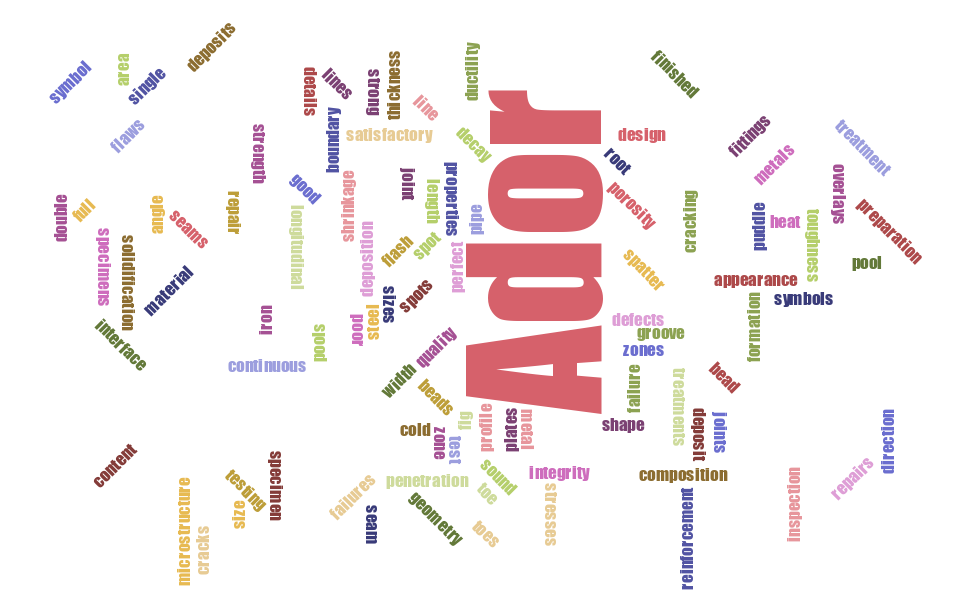 deposits
symbol
area
single
details
lines
strong
thickness
ductility
finished
flaws
line
satisfactory
boundary
strength
decay
Ador
design
root
fittings
metals
treatment
double
full
angle
seams
repair
good
longitudinal
shrinkage
joint
length
properties
pipe
porosity
cracking
puddle
heat
toughness
overlays
preparation
specimens
solidification
material
deposition
flash
spot
perfect
spatter
appearance
pool
symbols
interface
iron
pools
continuous
poor
steel
sizes
spots
defects
groove
zones
formation
width
quality
beads
failure
treatments
bead
cold
zone
test
fig
profile
plates
metal
shape
deposit
joints
direction
content
microstructure
cracks
testing
size
specimen
failures
seam
penetration
geometry
sound
toe
toes
integrity
stresses
composition
reinforcement
inspection
repairs